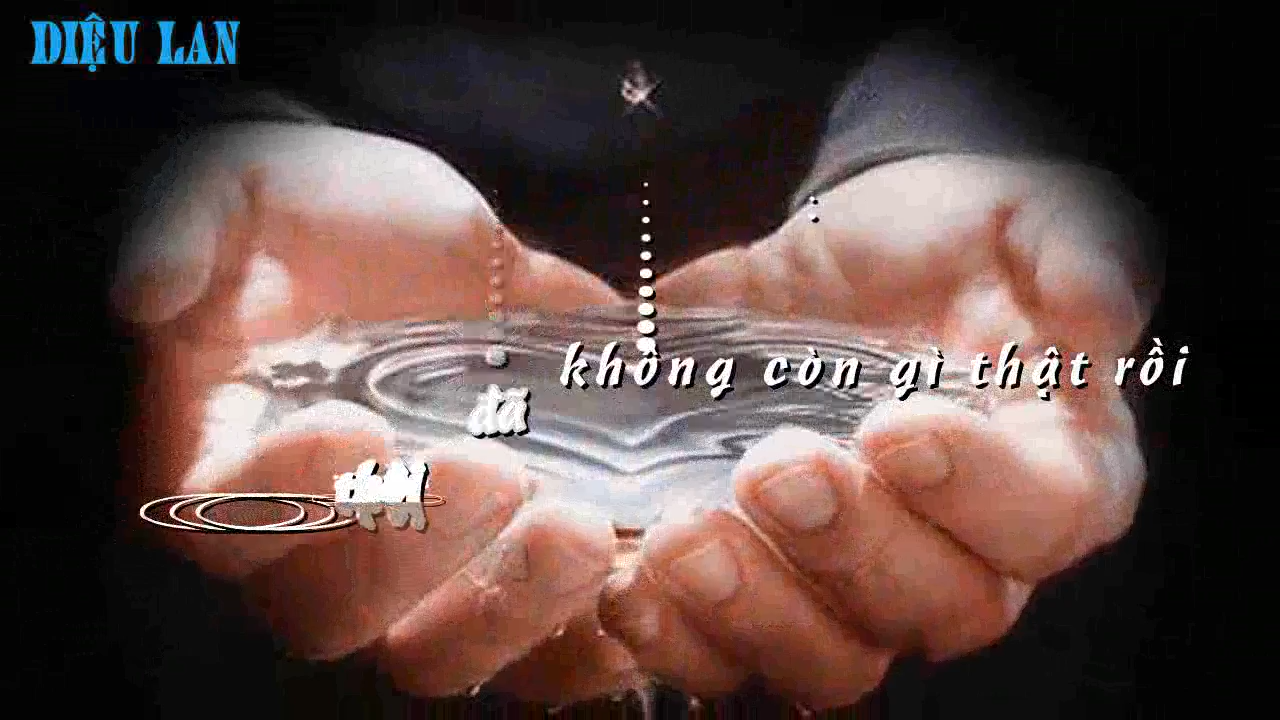 DIỆU LAN
không còn gì thật rồi
đã